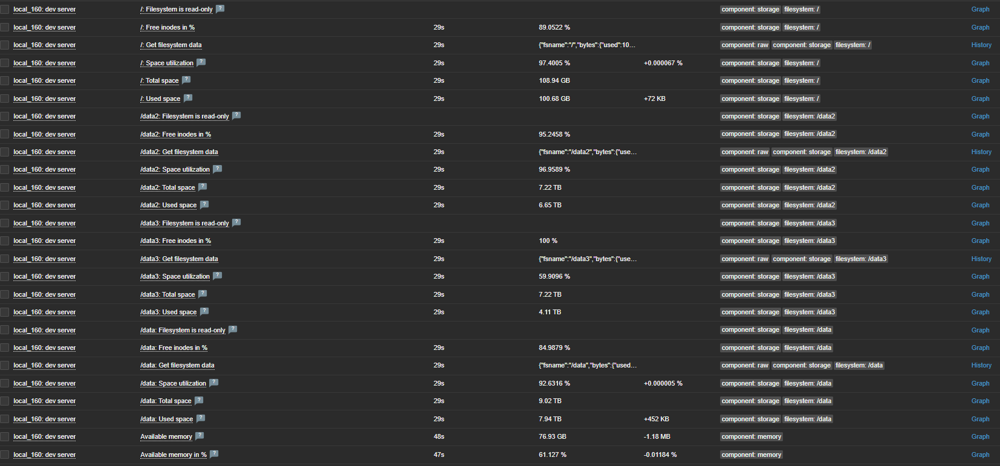 local_160: dev server /: Filesystem is read-only ? component: storage filesystem: / Graph
local_160: dev server /: Free inodes in % 29s 89.0522 % component: storage filesystem: / Graph
local_160: dev server /: Get filesystem data 29s {"fsname":"/","bytes":{"used":10... component: raw component: storage filesystem: / History
local_160: dev server /: Space utilization ? 29s 97.4005 % +0.000067 % component: storage filesystem: / Graph
local_160: dev server /: Total space ? 29s 108.94 GB component: storage filesystem: / Graph
local_160: dev server /: Used space ? 29s 100.68 GB +72 KB component: storage filesystem: / Graph
local_160: dev server /data2: Filesystem is read-only ? component: storage filesystem: /data2 Graph
local_160: dev server /data2: Free inodes in % 29s 95.2458 % component: storage filesystem: /data2 Graph
local_160: dev server /data2: Get filesystem data 29s {"fsname":"/data2","bytes":{"use... component: raw component: storage filesystem: /data2 History
local_160: dev server /data2: Space utilization ? 29s 96.9589 % component: storage filesystem: /data2 Graph
local_160: dev server /data2: Total space ? 29s 7.22 TB component: storage filesystem: /data2 Graph
local_160: dev server /data2: Used space ? 29s 6.65 TB component: storage filesystem: /data2 Graph
local_160: dev server /data3: Filesystem is read-only ? component: storage filesystem: /data3 Graph
local_160: dev server /data3: Free inodes in % 29s 100 % component: storage filesystem: /data3 Graph
local_160: dev server /data3: Get filesystem data 29s {"fsname":"/data3","bytes":{"use... component: raw component: storage filesystem: /data3 History
local_160: dev server /data3: Space utilization ? 29s 59.9096 % component: storage filesystem: /data3 Graph
local_160: dev server /data3: Total space ? 29s 7.22 TB component: storage filesystem: /data3 Graph
local_160: dev server /data3: Used space ? 29s 4.11 TB component: storage filesystem: /data3 Graph
local_160: dev server /data: Filesystem is read-only ? component: storage filesystem: /data Graph
local_160: dev server /data: Free inodes in % 29s 84.9879 % component: storage filesystem: /data Graph
local_160: dev server /data: Get filesystem data 29s {"fsname":"/data","bytes":{"used... component: raw component: storage filesystem: /data History
local_160: dev server /data: Space utilization ? 29s 92.6316 % +0.000005 % component: storage filesystem: /data Graph
local_160: dev server /data: Total space ? 29s 9.02 TB component: storage filesystem: /data Graph
local_160: dev server /data: Used space ? 29s 7.94 TB +452 KB component: storage filesystem: /data Graph
local_160: dev server Available memory ? 48s 76.93 GB -1.18 MB component: memory Graph
local_160: dev server Available memory in % ? 47s 61.127 % -0.01184 % component: memory Graph